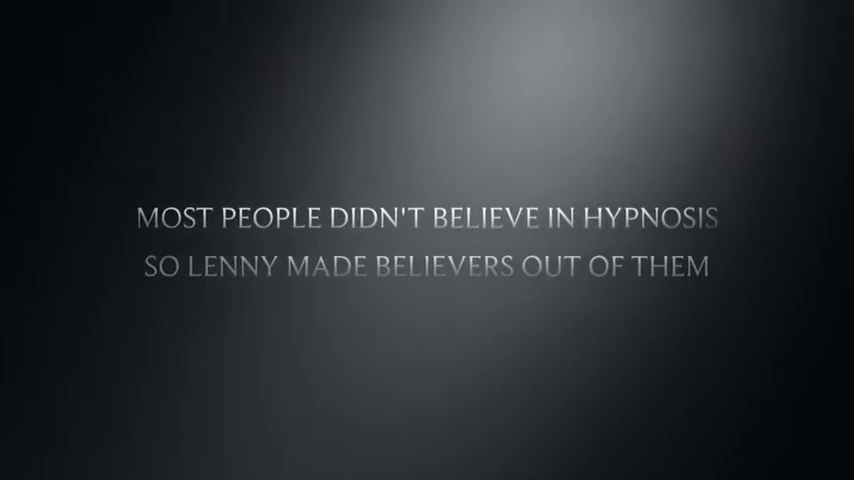 MOST PEOPLE DIDN'T BELIEVE IN HYPNOSIS
SO LENNY MADE BELIEVERS OUT OF THEM